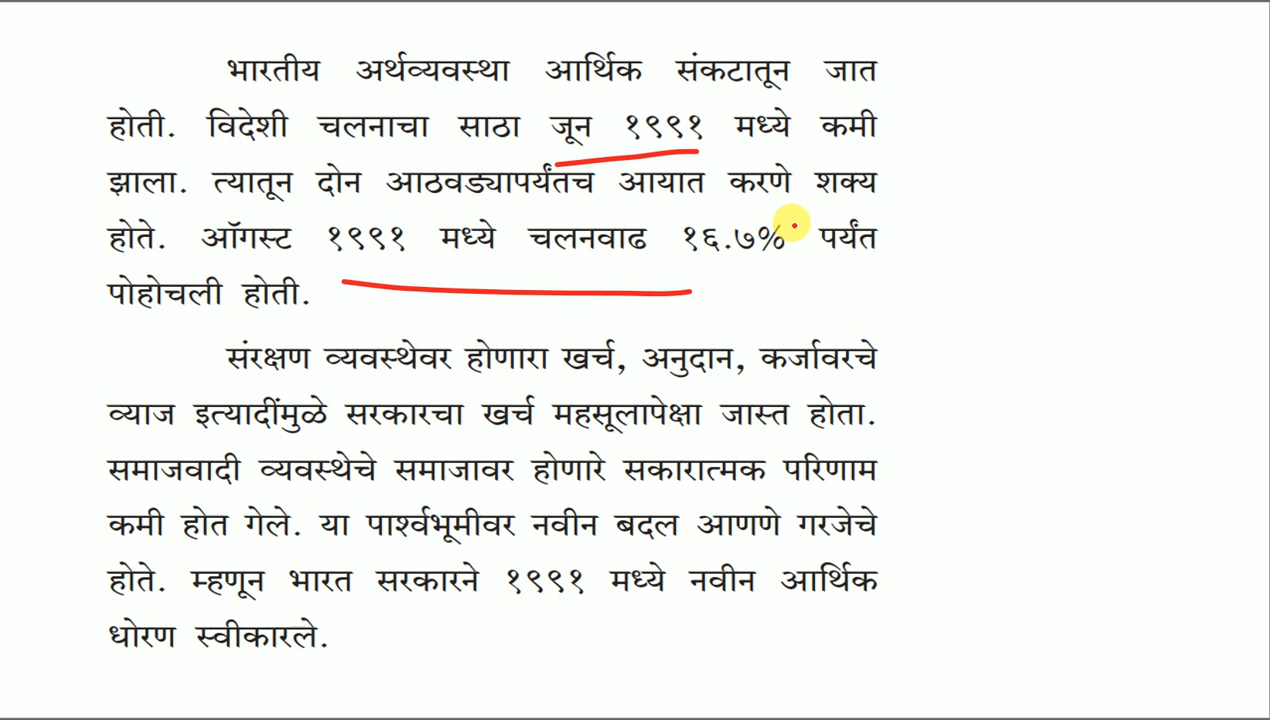 भारतीय अर्थव्यवस्था आर्थिक संकटातून जात
होती. विदेशी चलनाचा साठा जून १९९१ मध्ये कमी
झाला. त्यातून दोन आठवड्यापर्यंतच आयात करणे शक्य
होते. ऑगस्ट १९९१ मध्ये चलनवाढ १६.७% पर्यंत
पोहोचली होती.
संरक्षण व्यवस्थेवर होणारा खर्च, अनुदान, कर्जावरचे
व्याज इत्यादींमुळे सरकारचा खर्च महसूलापेक्षा जास्त होता.
समाजवादी व्यवस्थेचे समाजावर होणारे सकारात्मक परिणाम
कमी होत गेले. या पार्श्वभूमीवर नवीन बदल आणणे गरजेचे
होते. म्हणून भारत सरकारने १९९१ मध्ये नवीन आर्थिक
धोरण स्वीकारले.